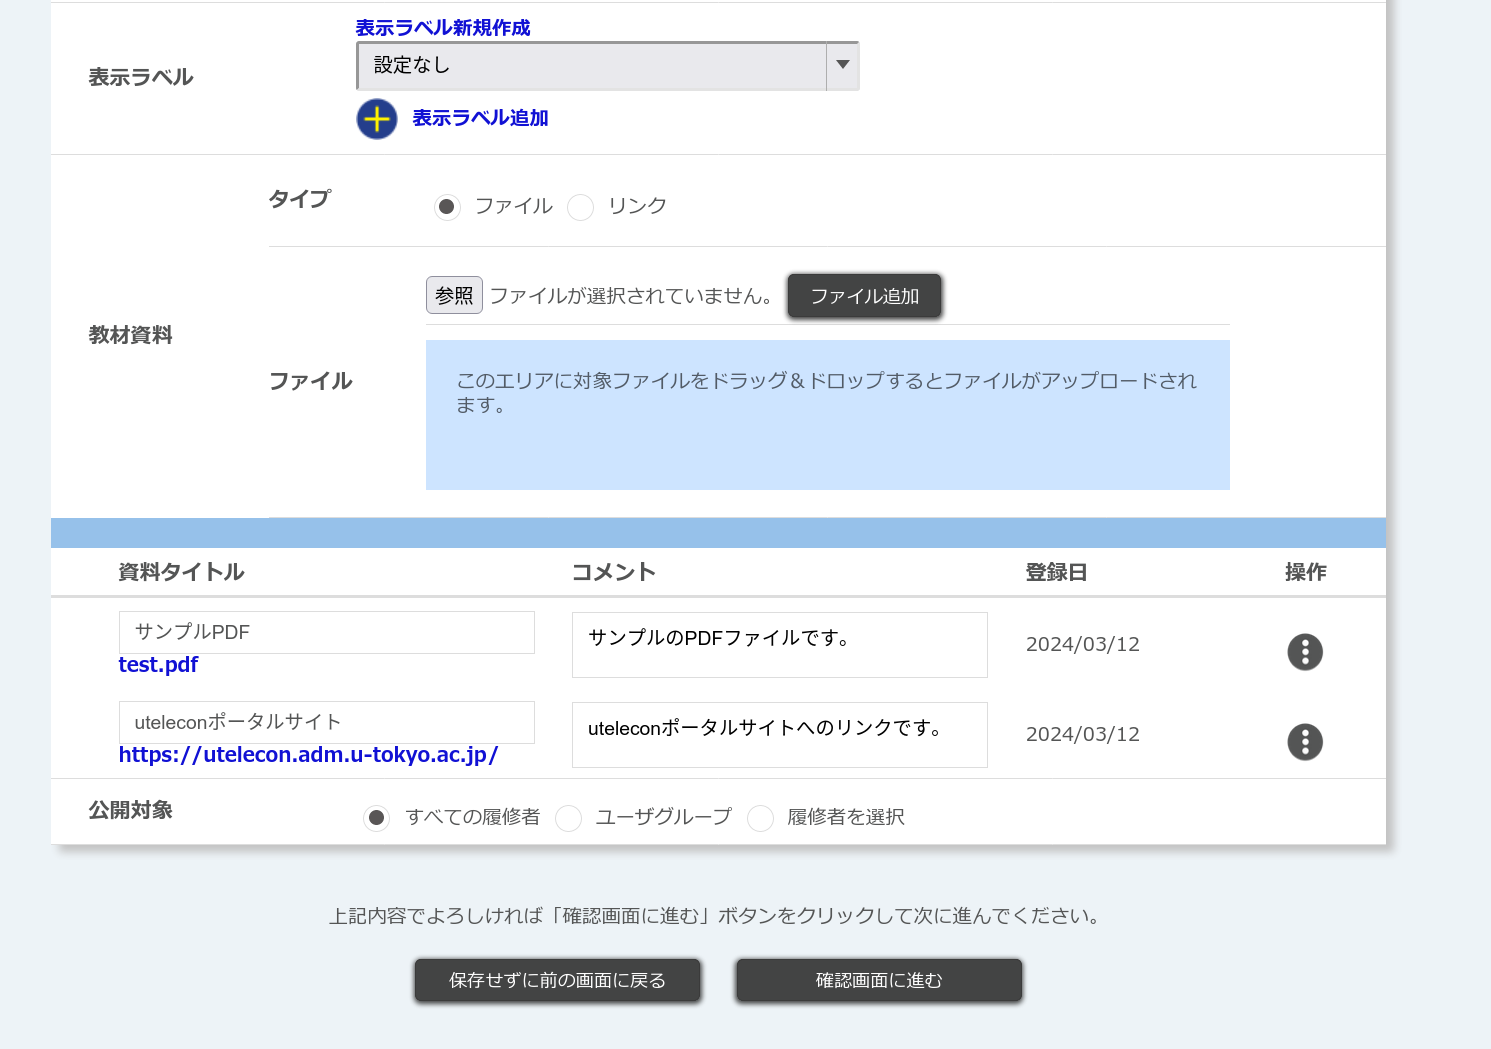 表示ラベル新規作成
表示ラベル
設定なし
表示ラベル追加
タイプ
ファイル リンク
参照 ファイルが選択されていません。 ファイル追加
教材資料
ファイル
このエリアに対象ファイルをドラッグ＆ドロップするとファイルがアップロードされ
ます。
資料タイトル コメント 登録日 操作
サンプルPDF サンプルのPDFファイルです。 2024/03/12
test.pdf
uteleconポータルサイト uteleconポータルサイトへのリンクです。 2024/03/12
https://utelecon.adm.u-tokyo.ac.jp/
公開対象 すべての履修者 ユーザグループ 履修者を選択
上記内容でよろしければ「確認画面に進む」ボタンをクリックして次に進んでください。
保存せずに前の画面に戻る 確認画面に進む